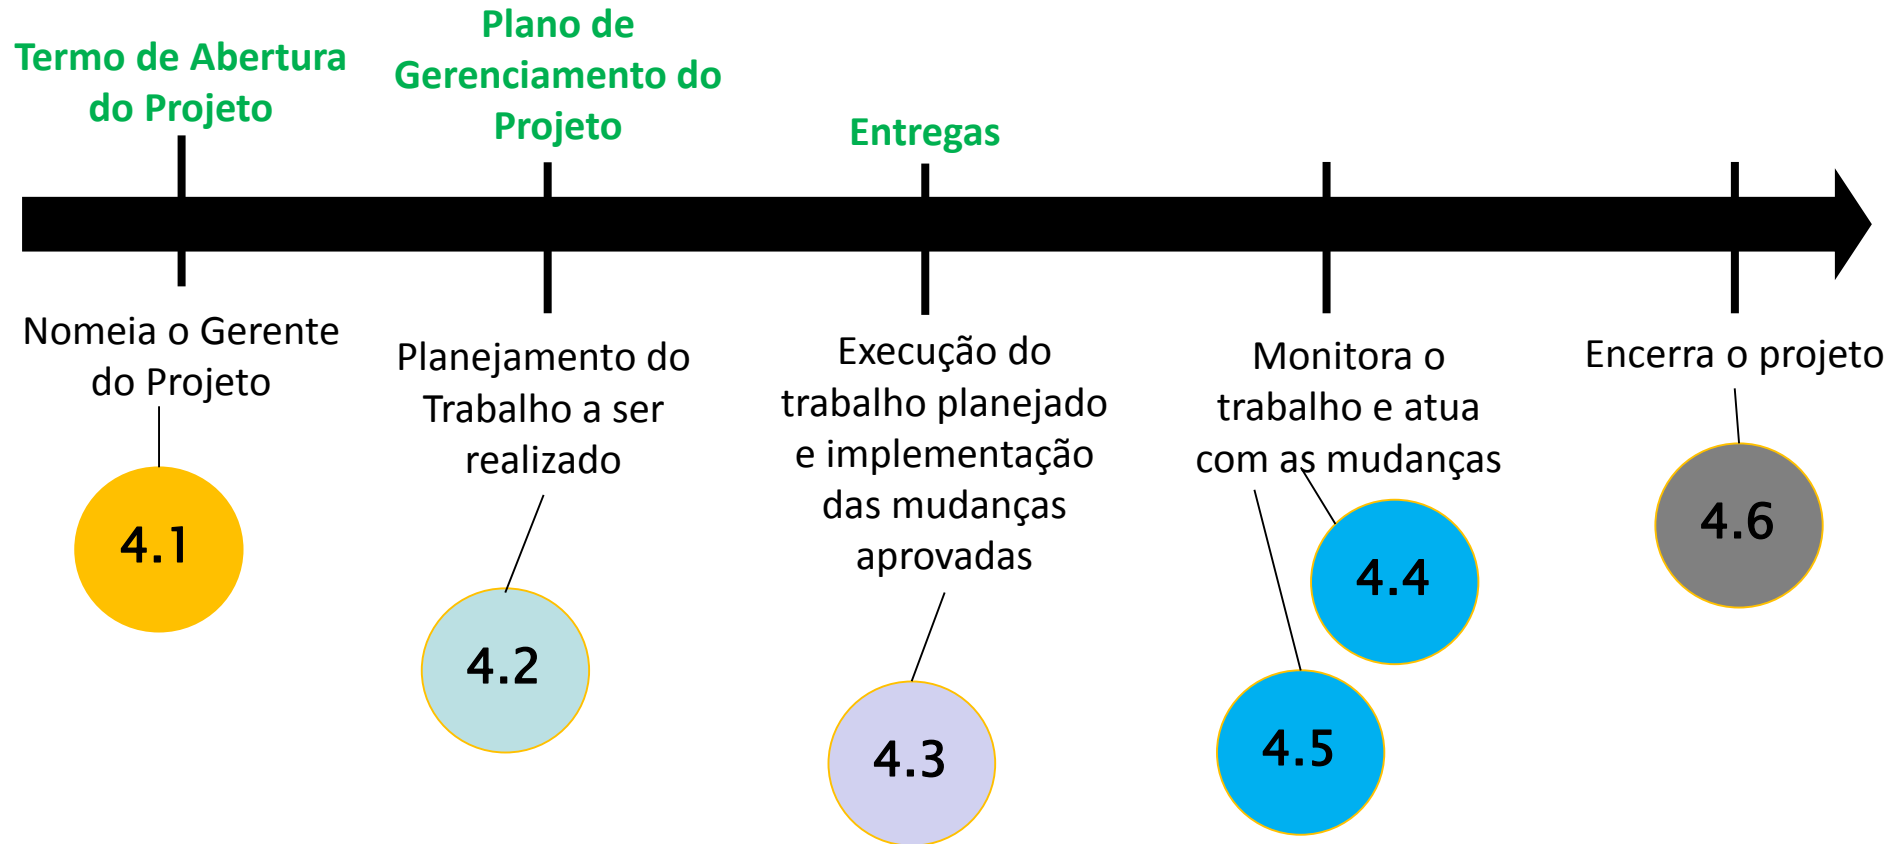 Termo de Abertura
do Projeto
Plano de
Gerenciamento do
Projeto
Entregas
Nomeia o Gerente
do Projeto
Planejamento do
Trabalho a ser
realizado
Execução do
trabalho planejado
e implementação
das mudanças
aprovadas
Monitora o
trabalho e atua
com as mudanças
Encerra o projeto
4.1
4.2
4.3
4.4
4.5
4.6